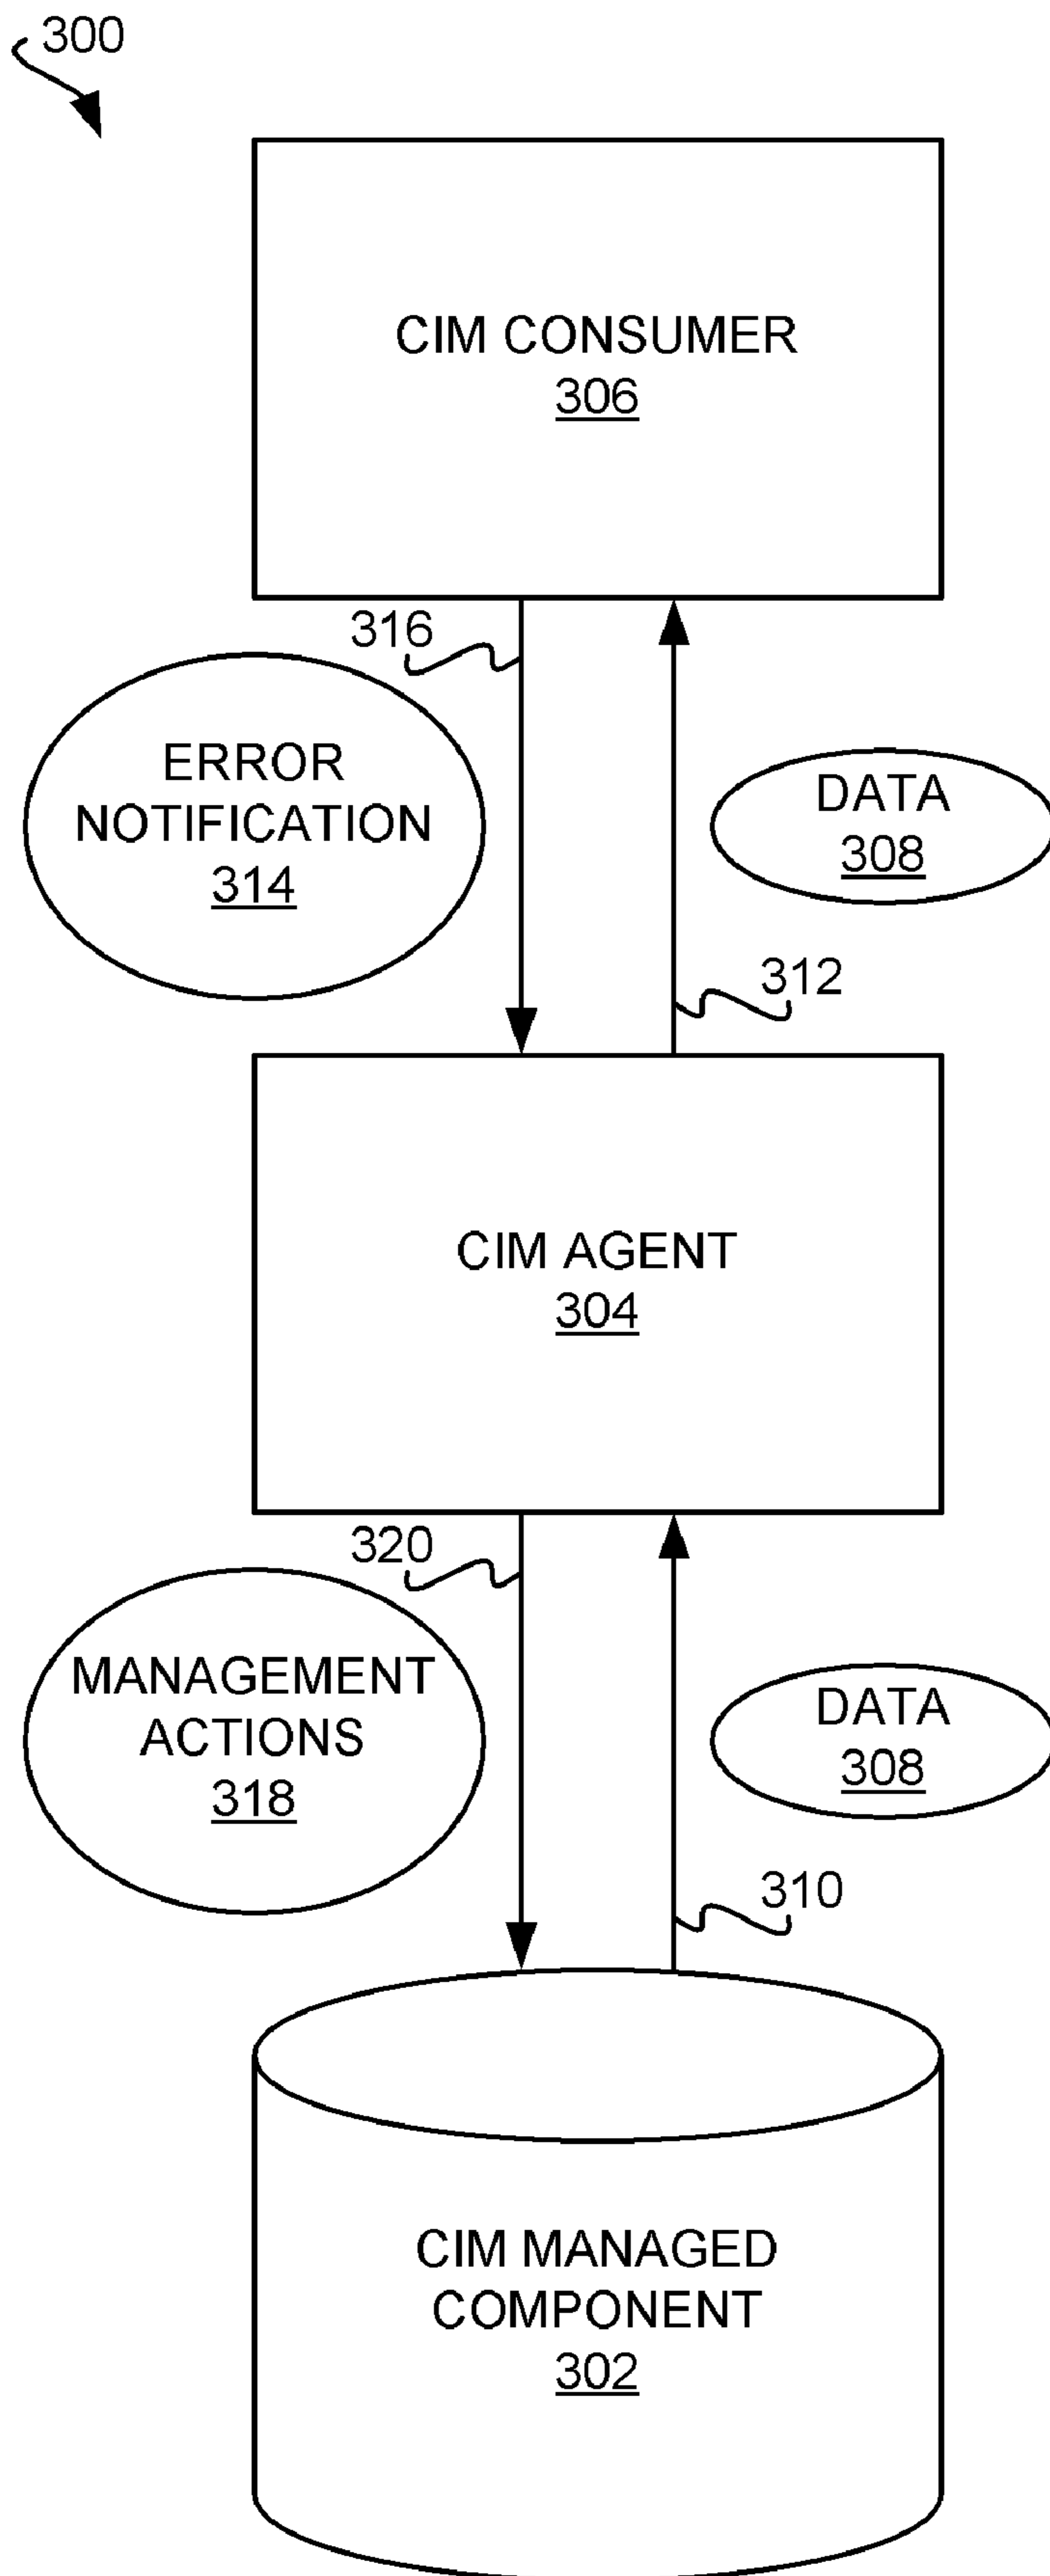 300
CIM CONSUMER
306
316
ERROR
NOTIFICATION
314
DATA
308
312
CIM AGENT
304
320
MANAGEMENT
ACTIONS
318
DATA
308
310
CIM MANAGED
COMPONENT
302